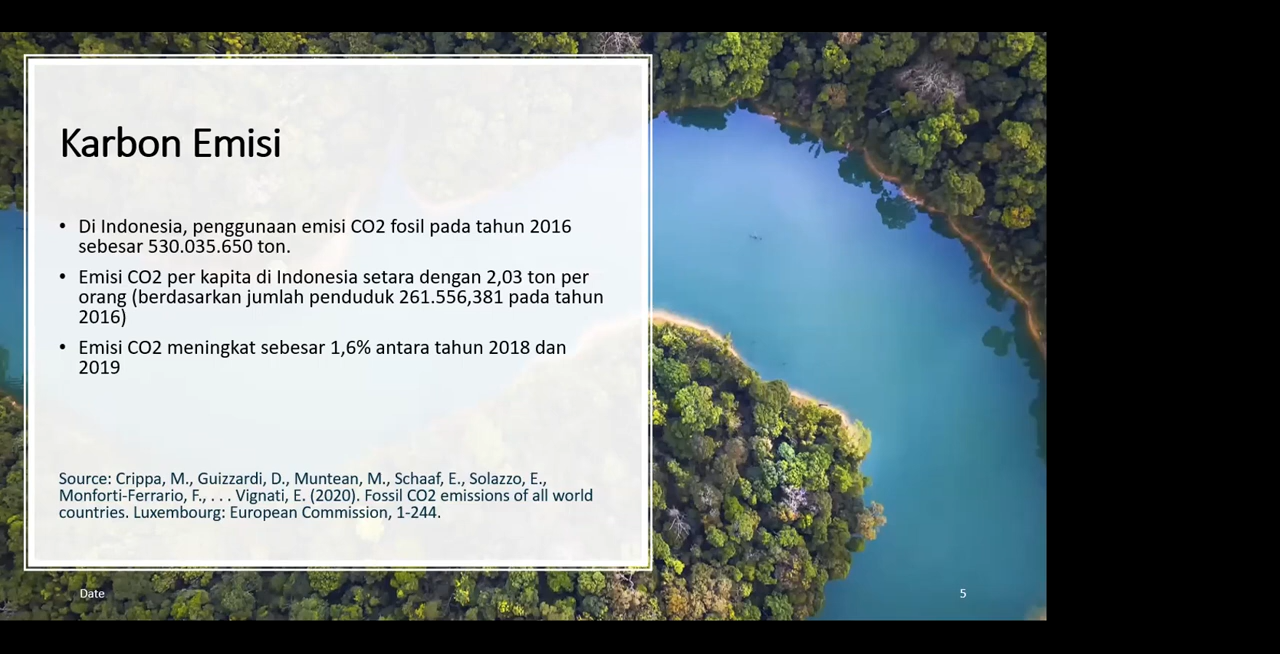 Karbon Emisi
• Di Indonesia, penggunaan emisi CO2 fosil pada tahun 2016
sebesar 530.035.650 ton.
• Emisi CO2 per kapita di Indonesia setara dengan 2,03 ton per
orang (berdasarkan jumlah penduduk 261.556,381 pada tahun
2016)
• Emisi CO2 meningkat sebesar 1,6% antara tahun 2018 dan
2019
Source: Crippa, M., Guizzardi, D., Muntean, M., Schaaf, E., Solazzo, E.,
Monforti-Ferrario, F., . . . Vignati, E. (2020). Fossil CO2 emissions of all world
countries. Luxembourg: European Commission, 1-244.
Date
5